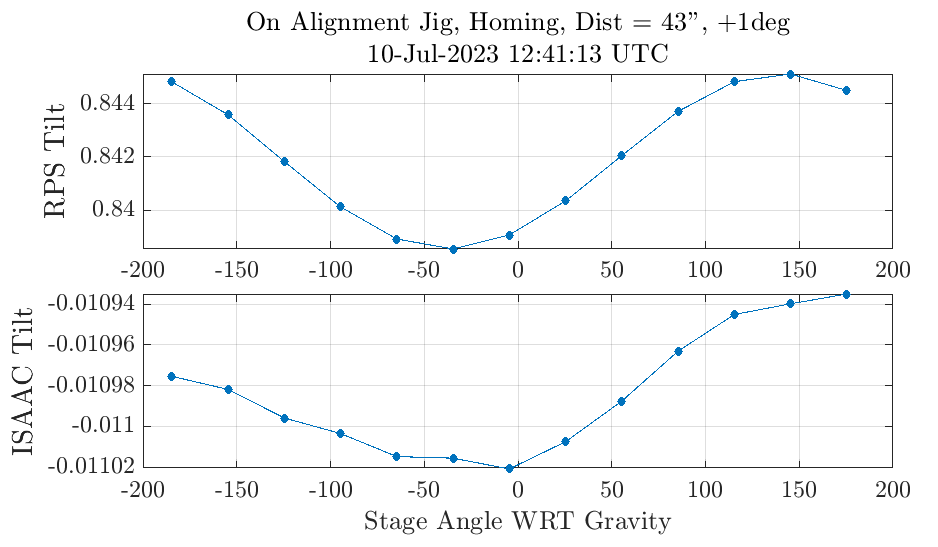 On Alignment Jig, Homing, Dist = 43”, +1deg
10-Jul-2023 12:41:13 UTC
RPS Tilt
0.844
0.842
0.84
-200 -150 -100 -50 0 50 100 150 200
ISAAC Tilt
-0.01094
-0.01096
-0.01098
-0.011
-0.01102
-200 -150 -100 -50 0 50 100 150 200
Stage Angle WRT Gravity